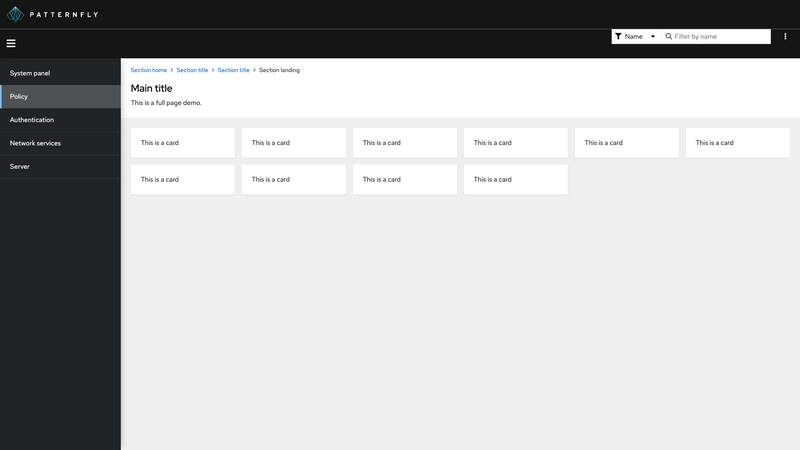 PATTERNFLY
Name
Filter by name
System panel
Policy
Authentication
Network services
Server
Section home > Section title > Section title > Section landing
Main title
This is a full page demo.
This is a card This is a card This is a card This is a card This is a card This is a card
This is a card This is a card This is a card This is a card